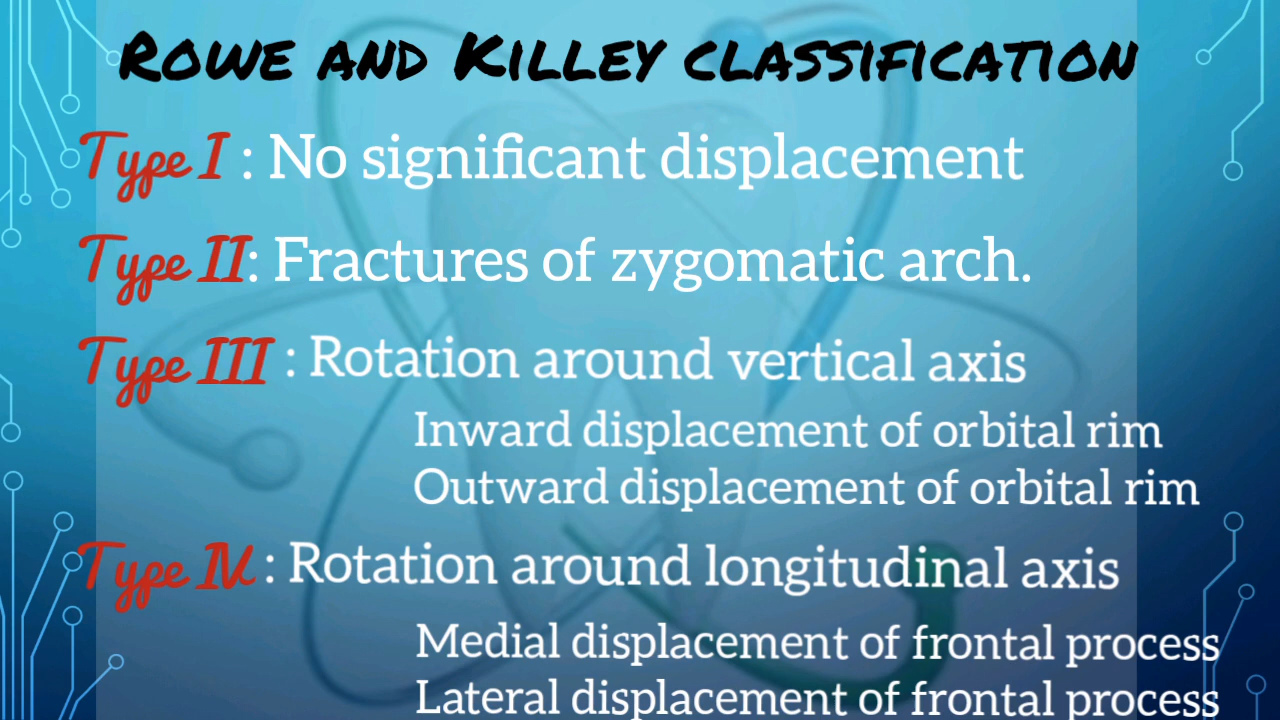 Rowe and Killey classification
Type I : No significant displacement
Type II: Fractures of zygomatic arch.
Type III : Rotation around vertical axis
Inward displacement of orbital rim
Outward displacement of orbital rim
Type IV : Rotation around longitudinal axis
Medial displacement of frontal process
Lateral displacement of frontal process